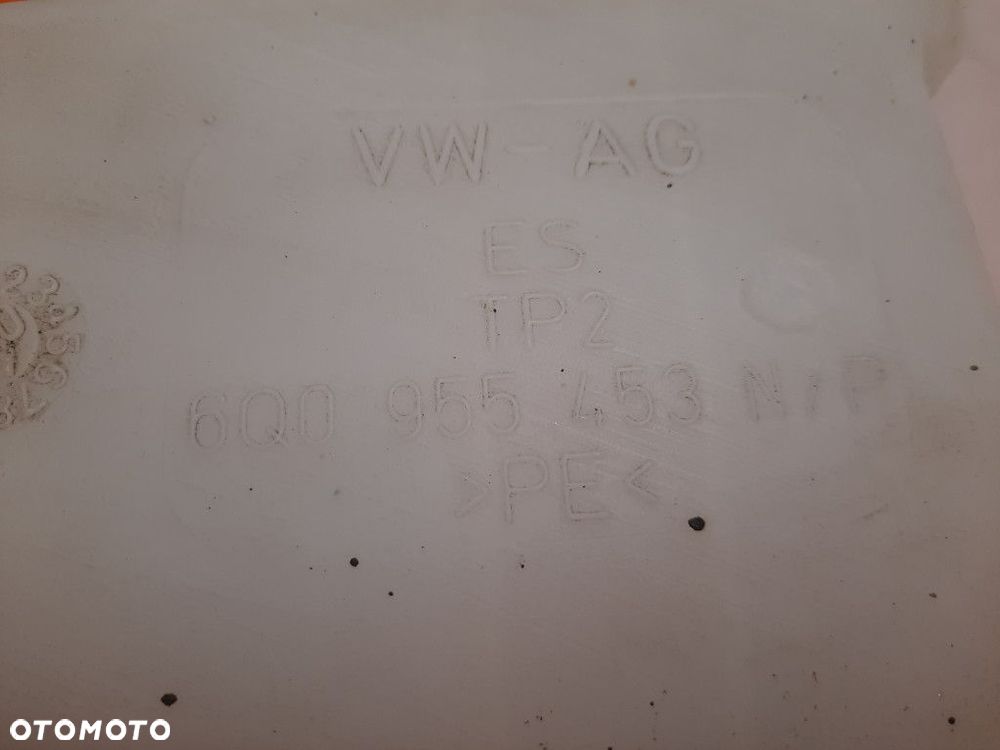 VW-AG
ES
TP2
6Q0 955 453 N/P
>PE<
OTOMOTO